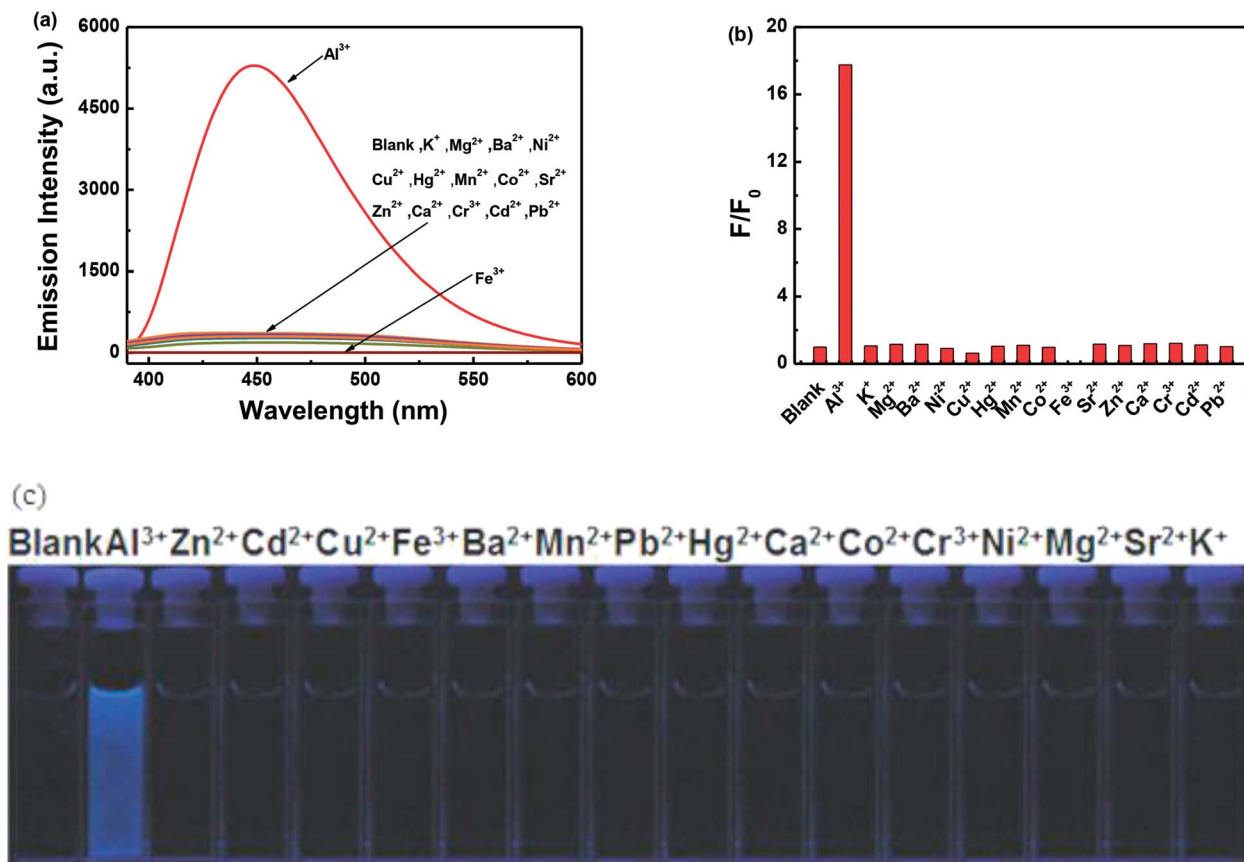 (a)
6000
4500
3000
1500
0
Emission Intensity (a.u.)
Al³⁺
Blank ,K⁺ ,Mg²⁺ ,Ba²⁺ ,Ni²⁺
Cu²⁺ ,Hg²⁺ ,Mn²⁺ ,Co²⁺ ,Sr²⁺
Zn²⁺ ,Ca²⁺ ,Cr³⁺ ,Cd²⁺ ,Pb²⁺
Fe³⁺
400 450 500 550 600
Wavelength (nm)
(b)
20
16
12
8
4
0
F/F₀
Blank
Al³⁺
K⁺
Mg²⁺
Ba²⁺
Ni²⁺
Cu²⁺
Hg²⁺
Mn²⁺
Co²⁺
Fe³⁺
Sr²⁺
Zn²⁺
Ca²⁺
Cr³⁺
Cd²⁺
Pb²⁺
(c)
BlankAl³⁺Zn²⁺Cd²⁺Cu²⁺Fe³⁺Ba²⁺Mn²⁺Pb²⁺Hg²⁺Ca²⁺Co²⁺Cr³⁺Ni²⁺Mg²⁺Sr²⁺K⁺